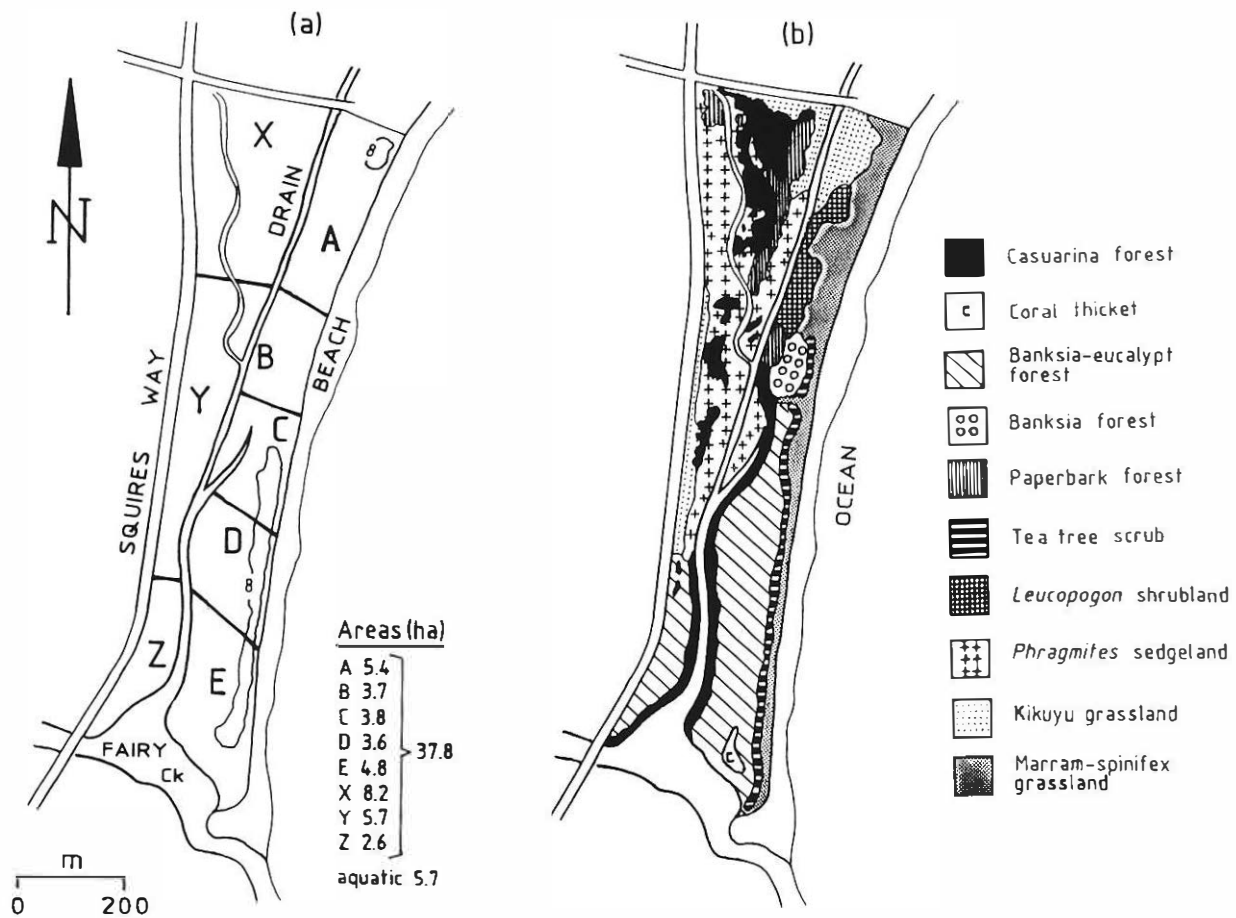 (a)
N
X
8
DRAIN
A
B
BEACH
WAY
Y
C
SQUIRES
D
8
Z
E
FAIRY
Ck
m
0 200
Areas (ha)
A 5.4
B 3.7
C 3.8
D 3.6
E 4.8
X 8.2
Y 5.7
Z 2.6
37.8
aquatic 5.7
(b)
OCEAN
c
Casuarina forest
c Coral thicket
Banksia-eucalypt
forest
Banksia forest
Paperbark forest
Tea tree scrub
Leucopogon shrubland
Phragmites sedgeland
Kikuyu grassland
Marram-spinifex
grassland